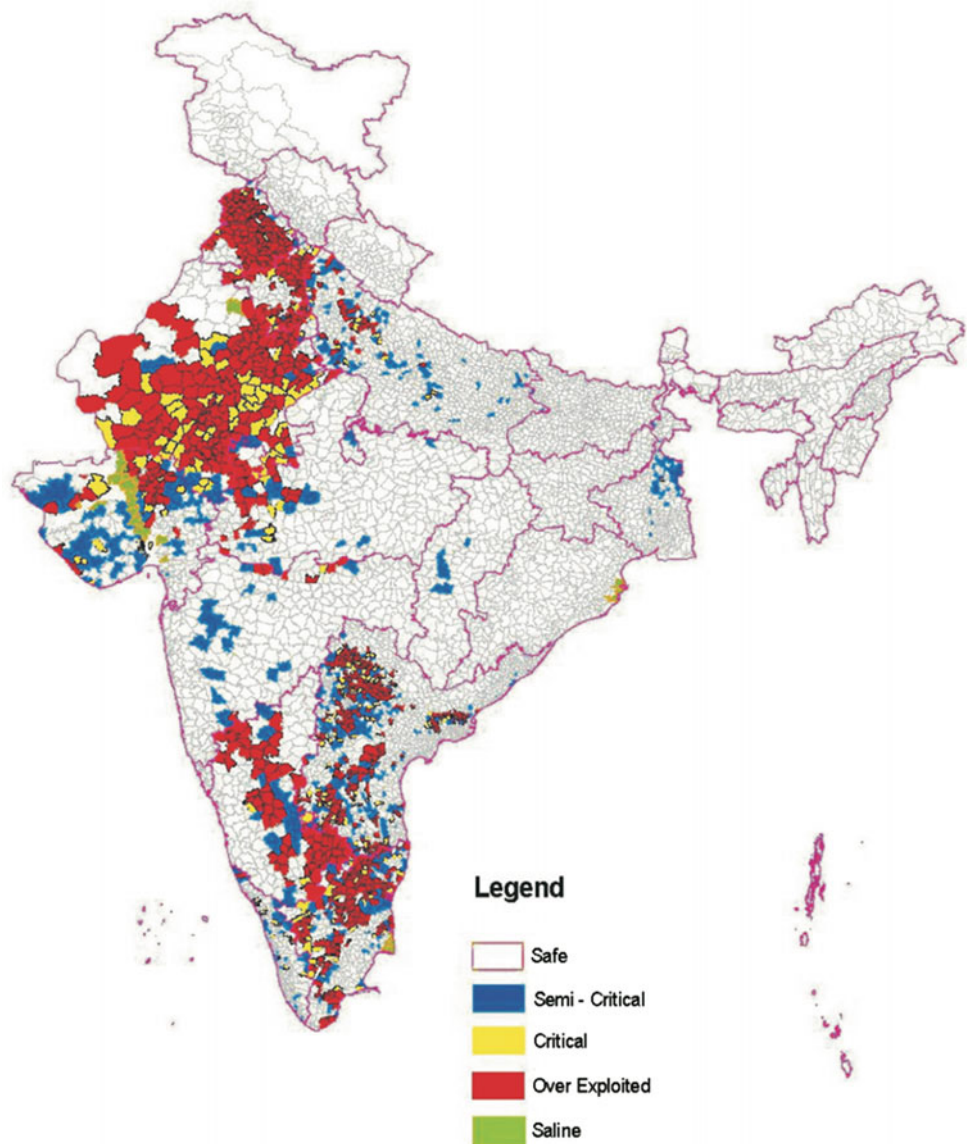 Legend
Safe
Semi - Critical
Critical
Over Exploited
Saline